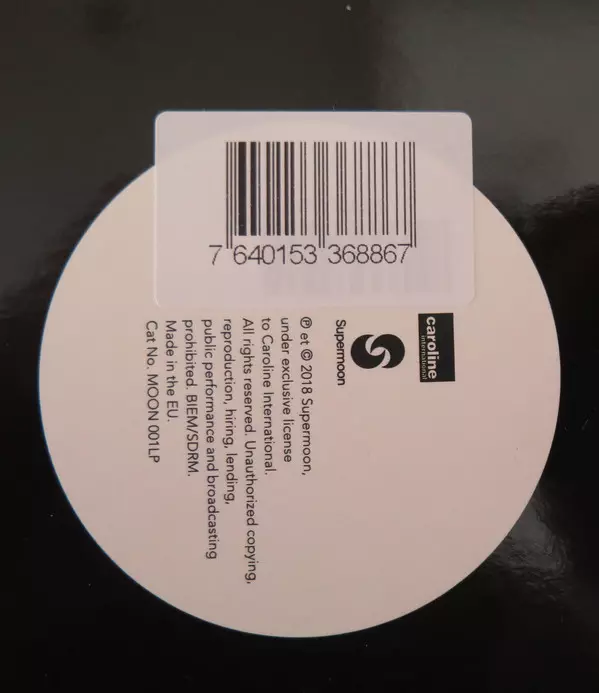 7 640153 368867
caroline
international
Supermoon
℗ et © 2018 Supermoon,
under exclusive license
to Caroline International.
All rights reserved. Unauthorized copying,
reproduction, hiring, lending,
public performance and broadcasting
prohibited. BIEM/SDRM.
Made in the EU.
Cat No. MOON 001LP